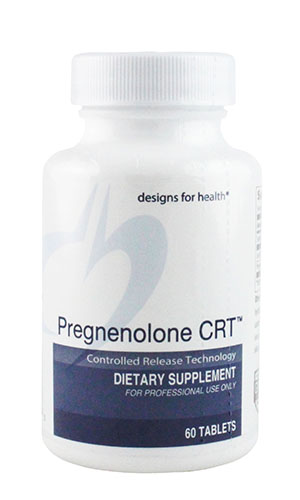 designs for health®
Pregnenolone CRT™
Controlled Release Technology
DIETARY SUPPLEMENT
FOR PROFESSIONAL USE ONLY
60 TABLETS